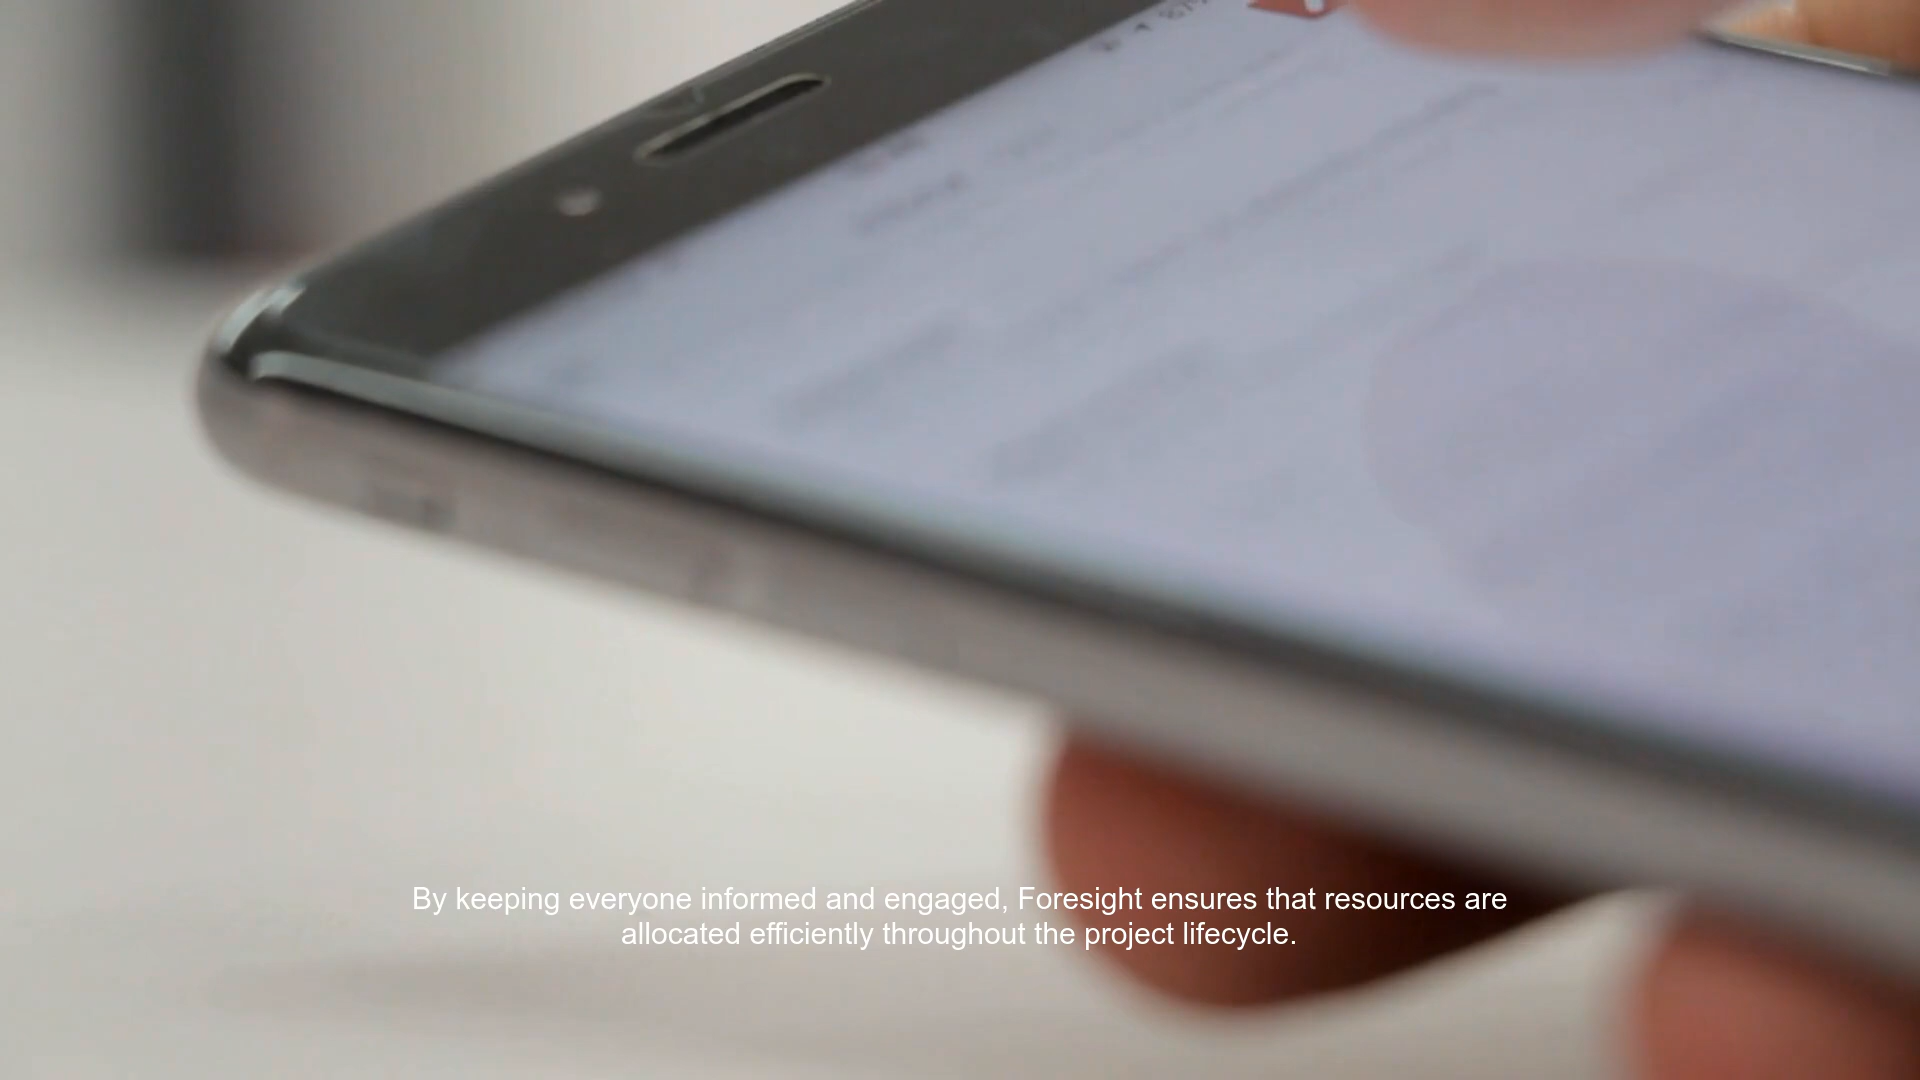 By keeping everyone informed and engaged, Foresight ensures that resources are
allocated efficiently throughout the project lifecycle.